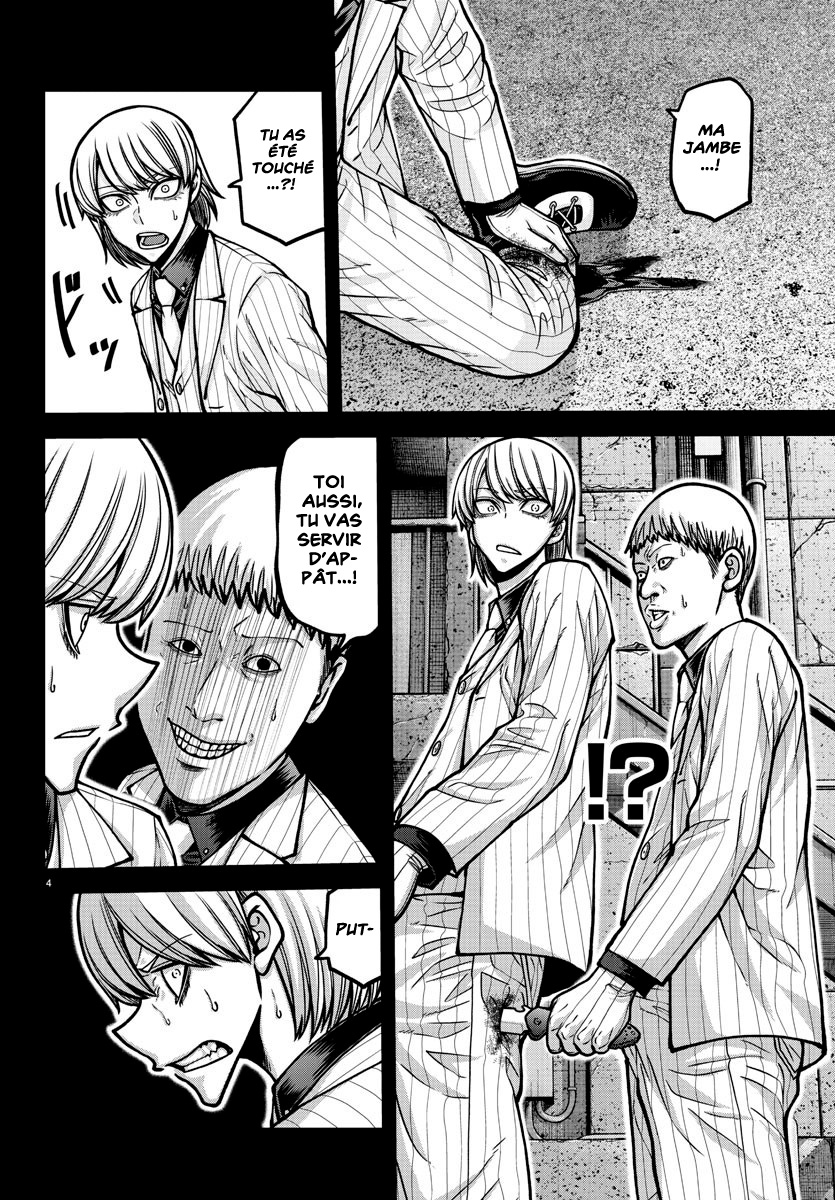 MA
JAMBE
...!
TU AS
ÉTÉ
TOUCHÉ
...?!
ドッ
!?
TOI
AUSSI,
TU VAS
SERVIR
D'AP-
PÂT...!
PUT-
4